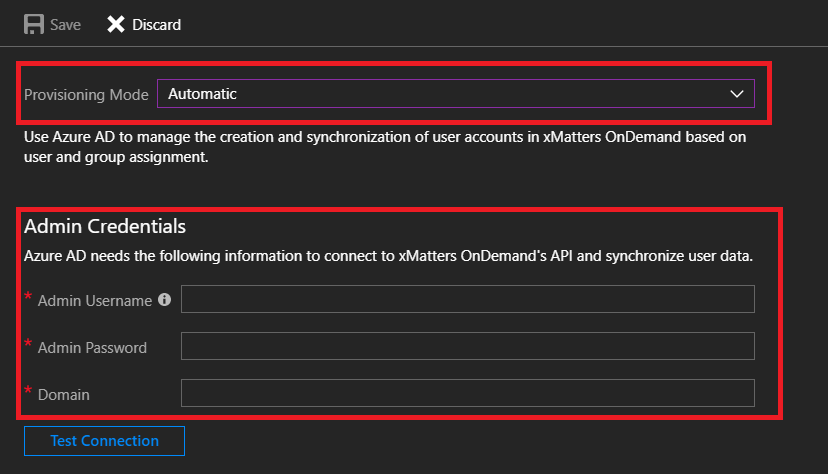 Save Discard
Provisioning Mode Automatic
Use Azure AD to manage the creation and synchronization of user accounts in xMatters OnDemand based on
user and group assignment.
Admin Credentials
Azure AD needs the following information to connect to xMatters OnDemand's API and synchronize user data.
* Admin Username
* Admin Password
* Domain
Test Connection